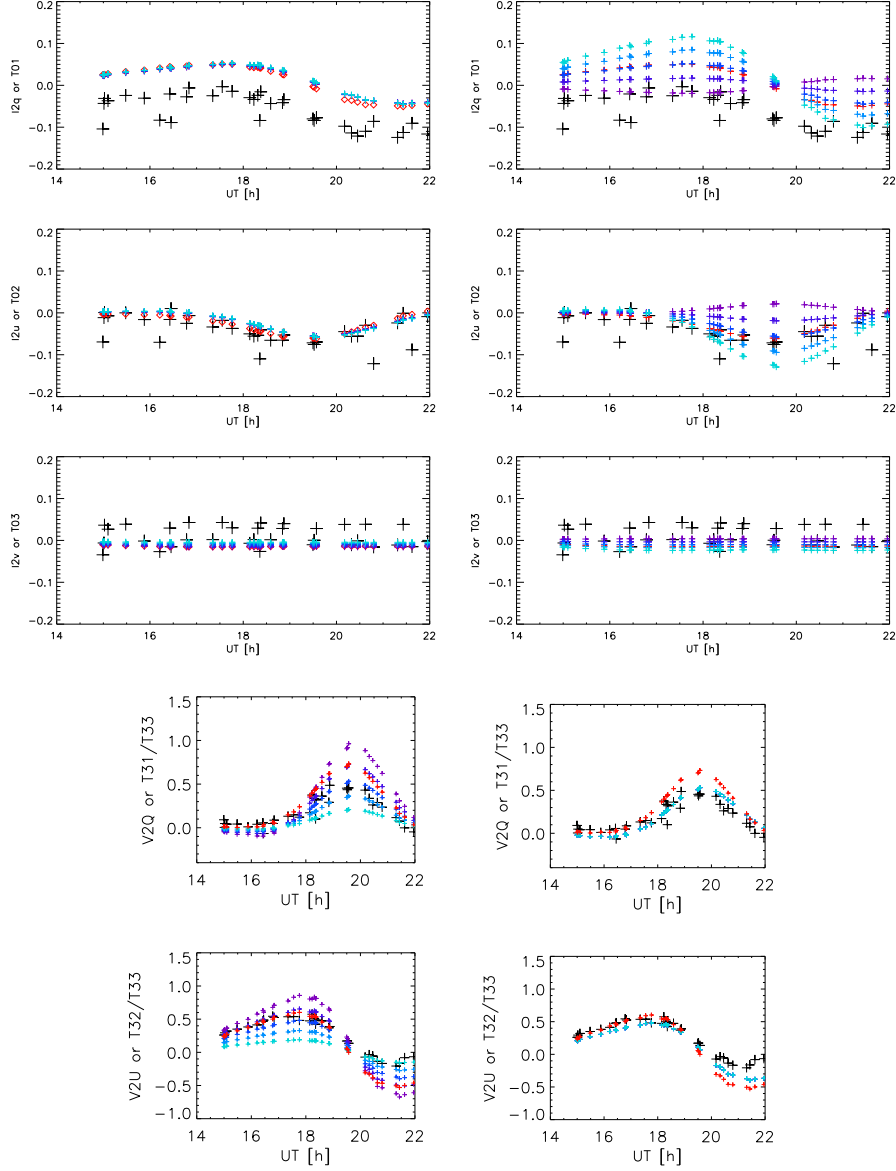 0.2 0.1 0.0 −0.1 −0.2
I2q or T01
14 16 18 20 22
UT [h]
0.2 0.1 0.0 −0.1 −0.2
I2q or T01
14 16 18 20 22
UT [h]
0.2 0.1 0.0 −0.1 −0.2
I2u or T02
14 16 18 20 22
UT [h]
0.2 0.1 0.0 −0.1 −0.2
I2u or T02
14 16 18 20 22
UT [h]
0.2 0.1 0.0 −0.1 −0.2
I2v or T03
14 16 18 20 22
UT [h]
0.2 0.1 0.0 −0.1 −0.2
I2v or T03
14 16 18 20 22
UT [h]
1.5 1.0 0.5 0.0
V2Q or T31/T33
14 16 18 20 22
UT [h]
1.5 1.0 0.5 0.0
V2Q or T31/T33
14 16 18 20 22
UT [h]
1.5 1.0 0.5 0.0 −0.5 −1.0
V2U or T32/T33
14 16 18 20 22
UT [h]
1.5 1.0 0.5 0.0 −0.5 −1.0
V2U or T32/T33
14 16 18 20 22
UT [h]